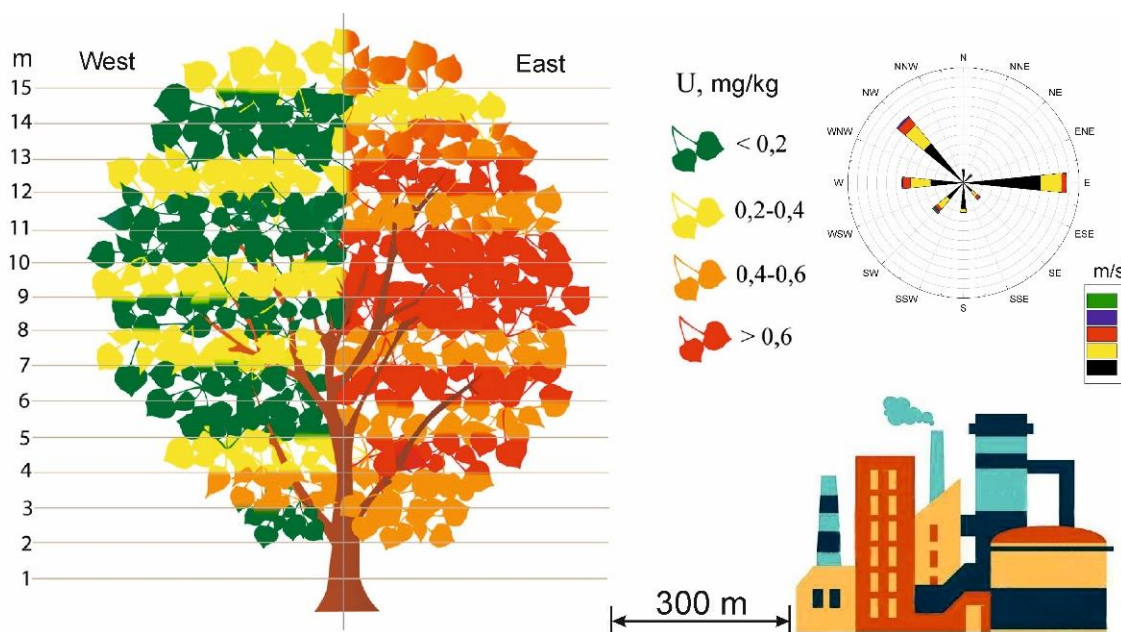 m
West
East
15
14
13
12
11
10
9
8
7
6
5
4
3
2
1
U, mg/kg
< 0,2
0,2-0,4
0,4-0,6
> 0,6
N
NNE
NE
ENE
E
ESE
SE
SSE
S
SSW
SW
WSW
W
WNW
NW
NNW
m/s
300 m